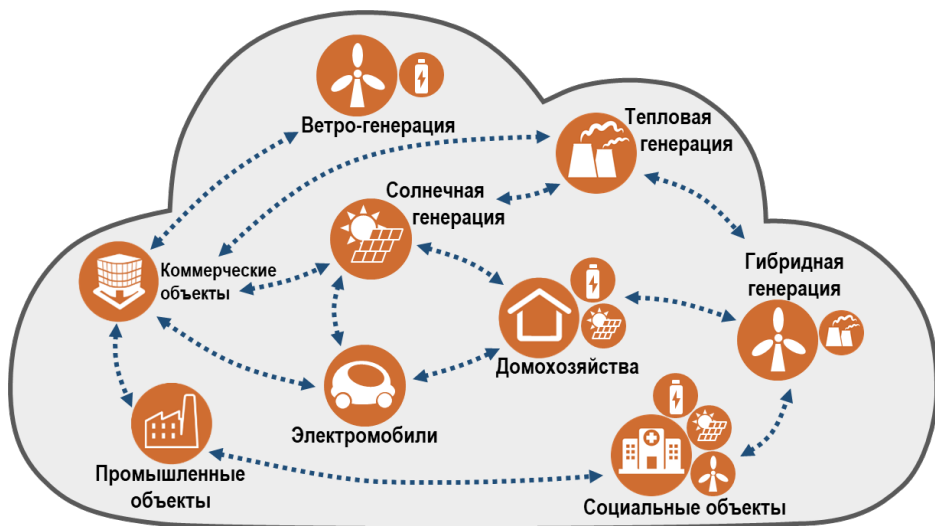 Ветро-генерация
Тепловая
генерация
Солнечная
генерация
Коммерческие
объекты
Гибридная
генерация
Домохозяйства
Электромобили
Промышленные
объекты
Социальные объекты